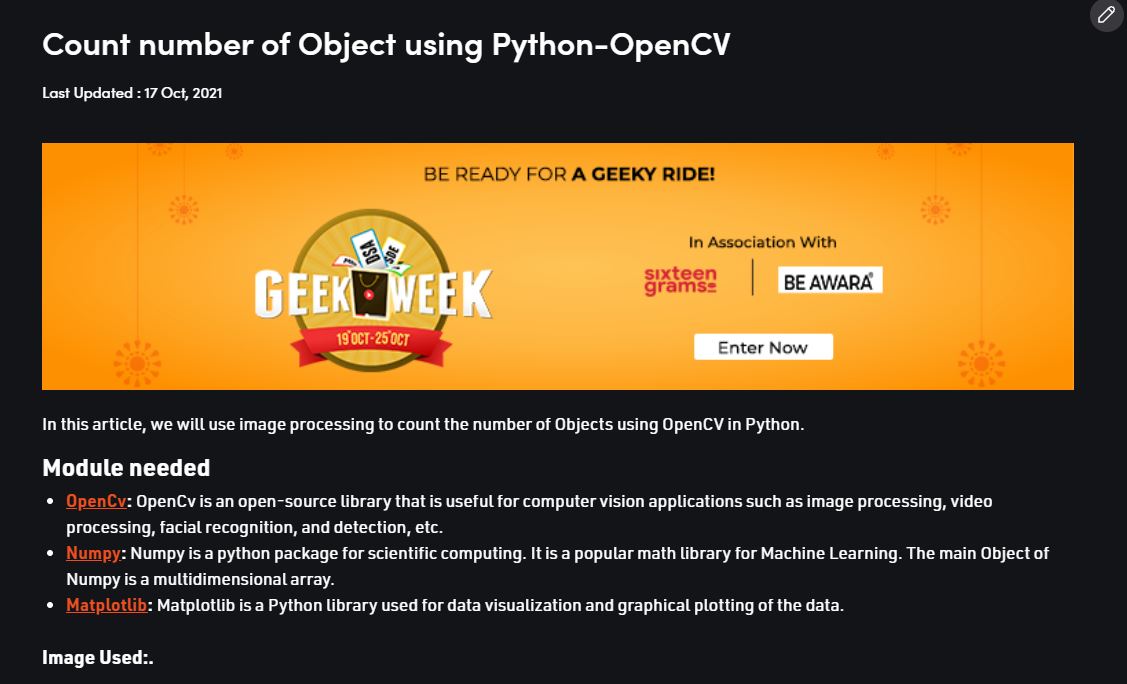 Count number of Object using Python-OpenCV
Last Updated : 17 Oct, 2021
BE READY FOR A GEEKY RIDE!
DSA
SDE
GEEK WEEK
19 OCT-25 OCT
In Association With
sixteen
grams
BE AWARA
Enter Now
In this article, we will use image processing to count the number of Objects using OpenCV in Python.
Module needed
• OpenCv: OpenCv is an open-source library that is useful for computer vision applications such as image processing, video
processing, facial recognition, and detection, etc.
• Numpy: Numpy is a python package for scientific computing. It is a popular math library for Machine Learning. The main Object of
Numpy is a multidimensional array.
• Matplotlib: Matplotlib is a Python library used for data visualization and graphical plotting of the data.
Image Used:.